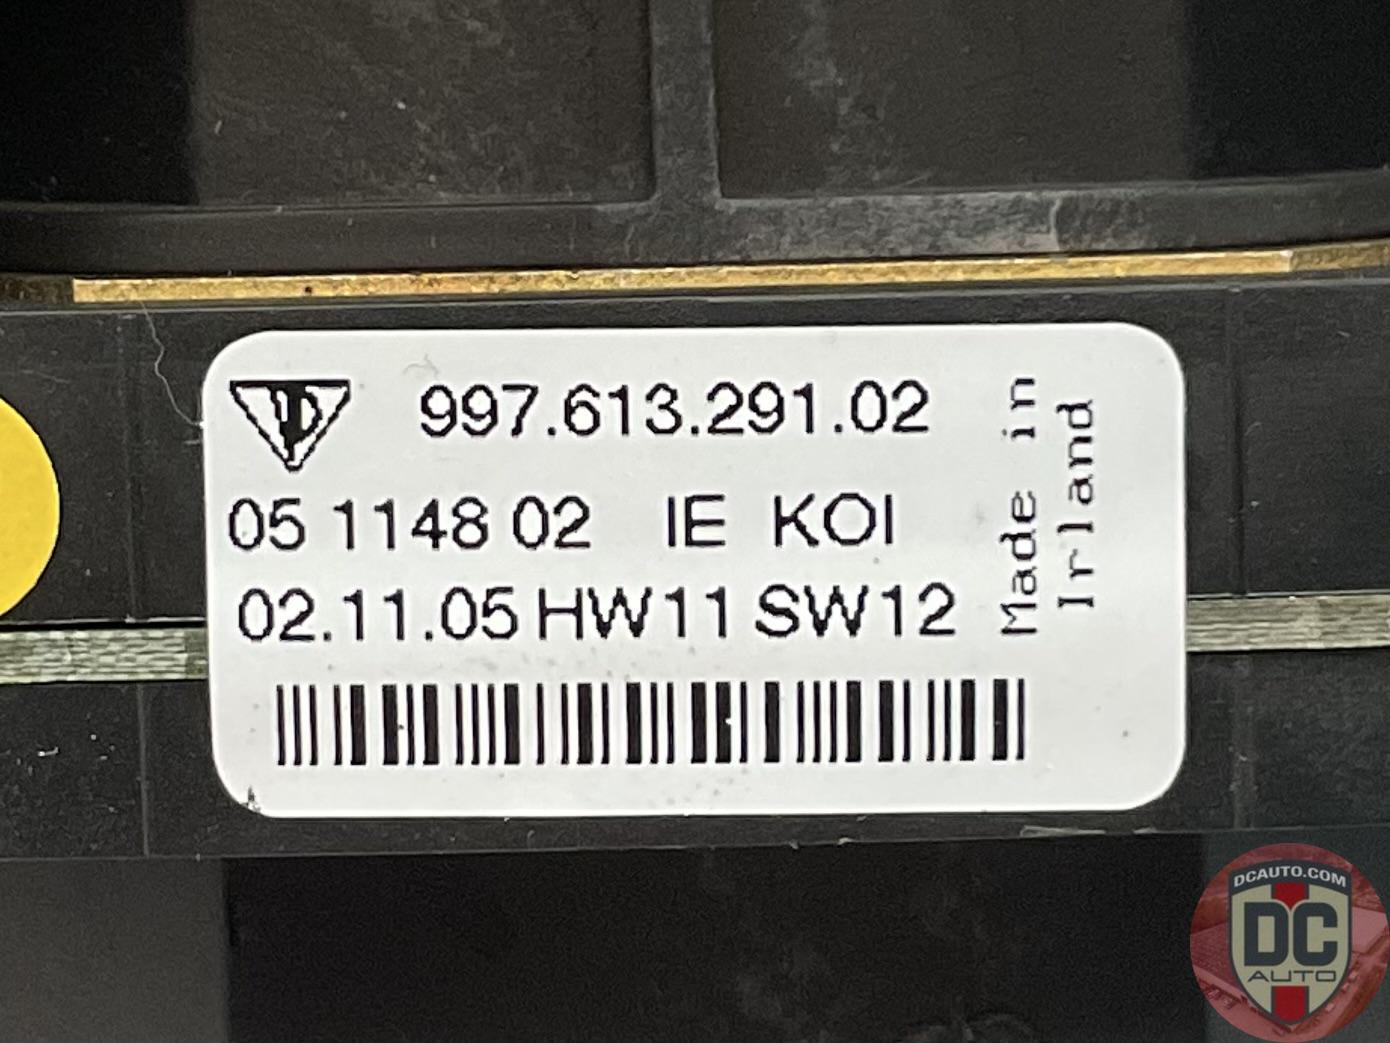 997.613.291.02
05 1148 02 IE KOI
02.11.05 HW11 SW12
Made in
Irland
DCAUTO.COM
DC
AUTO